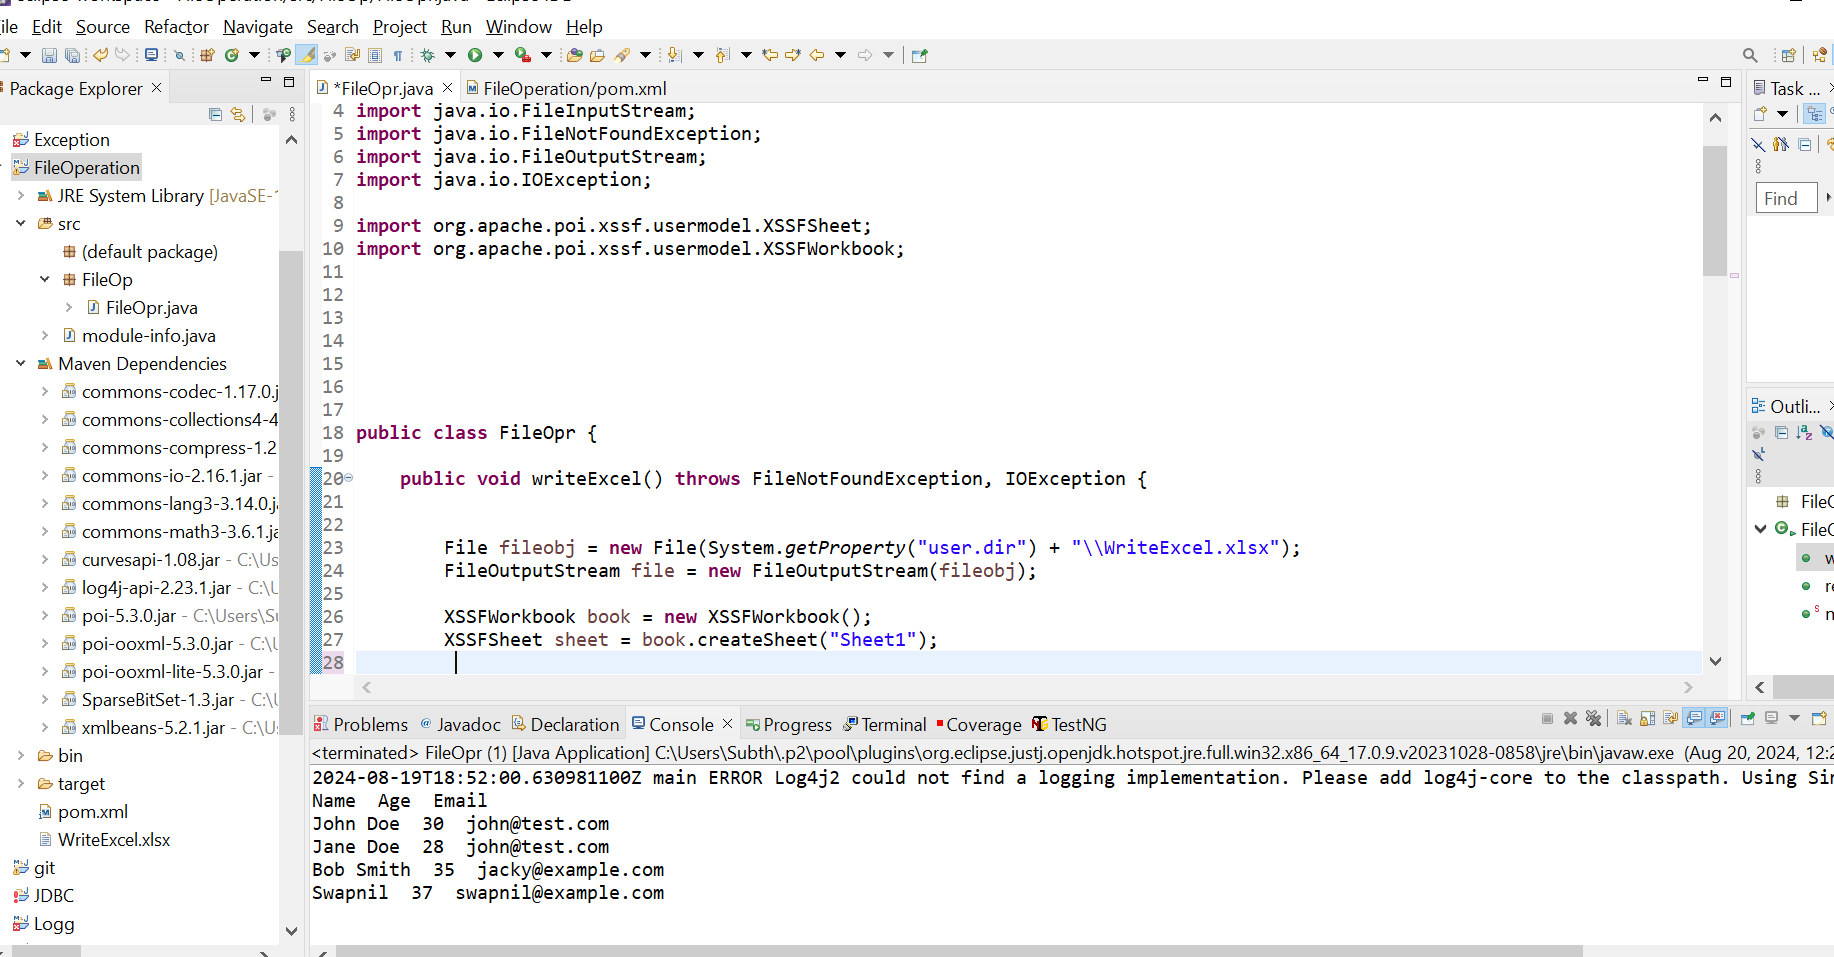 File Edit Source Refactor Navigate Search Project Run Window Help
Package Explorer
Exception
FileOperation
JRE System Library [JavaSE-
src
(default package)
FileOp
FileOpr.java
module-info.java
Maven Dependencies
commons-codec-1.17.0.j
commons-collections4-4
commons-compress-1.2
commons-io-2.16.1.jar -
commons-lang3-3.14.0.ja
commons-math3-3.6.1.ja
curvesapi-1.08.jar - C:\Us
log4j-api-2.23.1.jar - C:\U
poi-5.3.0.jar - C:\Users\Su
poi-ooxml-5.3.0.jar - C:\U
poi-ooxml-lite-5.3.0.jar -
SparseBitSet-1.3.jar - C:\U
xmlbeans-5.2.1.jar - C:\Us
bin
target
pom.xml
WriteExcel.xlsx
git
JDBC
Logg
*FileOpr.java FileOperation/pom.xml
4 import java.io.FileInputStream;
5 import java.io.FileNotFoundException;
6 import java.io.FileOutputStream;
7 import java.io.IOException;
8
9 import org.apache.poi.xssf.usermodel.XSSFSheet;
10 import org.apache.poi.xssf.usermodel.XSSFWorkbook;
11
12
13
14
15
16
17
18 public class FileOpr {
19
20 public void writeExcel() throws FileNotFoundException, IOException {
21
22
23 File fileobj = new File(System.getProperty("user.dir") + "\\WriteExcel.xlsx");
24 FileOutputStream file = new FileOutputStream(fileobj);
25
26 XSSFWorkbook book = new XSSFWorkbook();
27 XSSFSheet sheet = book.createSheet("Sheet1");
28
Task ...
Find
Outli...
FileO
FileO
w
re
Problems @ Javadoc Declaration Console Progress Terminal Coverage TestNG
<terminated> FileOpr (1) [Java Application] C:\Users\Subth\.p2\pool\plugins\org.eclipse.justj.openjdk.hotspot.jre.full.win32.x86_64_17.0.9.v20231028-0858\jre\bin\javaw.exe (Aug 20, 2024, 12:2
2024-08-19T18:52:00.630981100Z main ERROR Log4j2 could not find a logging implementation. Please add log4j-core to the classpath. Using Sim
Name Age Email
John Doe 30 john@test.com
Jane Doe 28 john@test.com
Bob Smith 35 jacky@example.com
Swapnil 37 swapnil@example.com